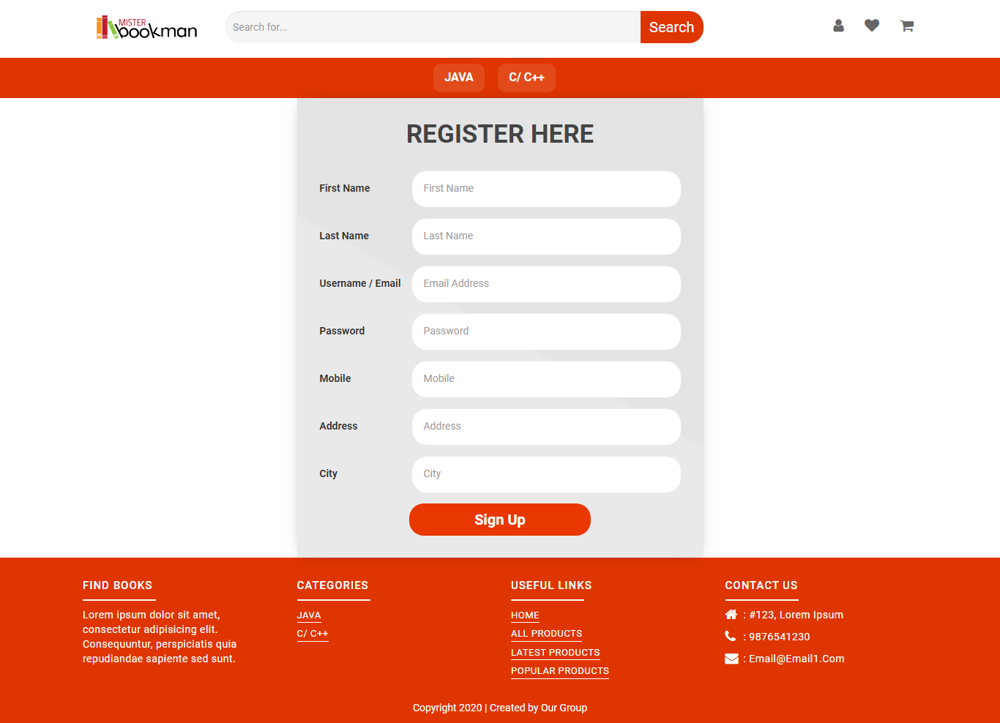 MISTER
bookman
Search for...
Search
JAVA
C/ C++
REGISTER HERE
First Name
First Name
Last Name
Last Name
Username / Email
Email Address
Password
Password
Mobile
Mobile
Address
Address
City
City
Sign Up
FIND BOOKS
Lorem ipsum dolor sit amet,
consectetur adipisicing elit.
Consequuntur, perspiciatis quia
repudiandae sapiente sed sunt.
CATEGORIES
JAVA
C/ C++
USEFUL LINKS
HOME
ALL PRODUCTS
LATEST PRODUCTS
POPULAR PRODUCTS
CONTACT US
: #123, Lorem Ipsum
: 9876541230
: Email@Email1.Com
Copyright 2020 | Created by Our Group